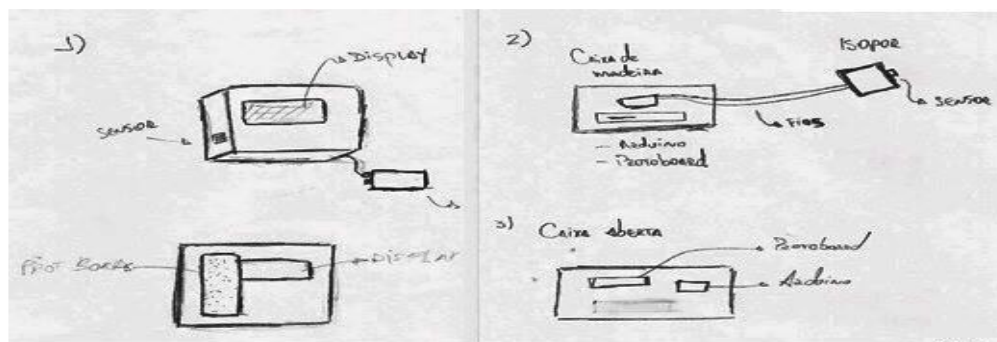 1)
DISPLAY
SENSOR
PROT BOARD
DISPLAY
2)
Caixa de
madeira
ISOPOR
SENSOR
FIOS
- Arduino
- Protoboard
3) CAIXA ABERTA
Protoboard
Arduino